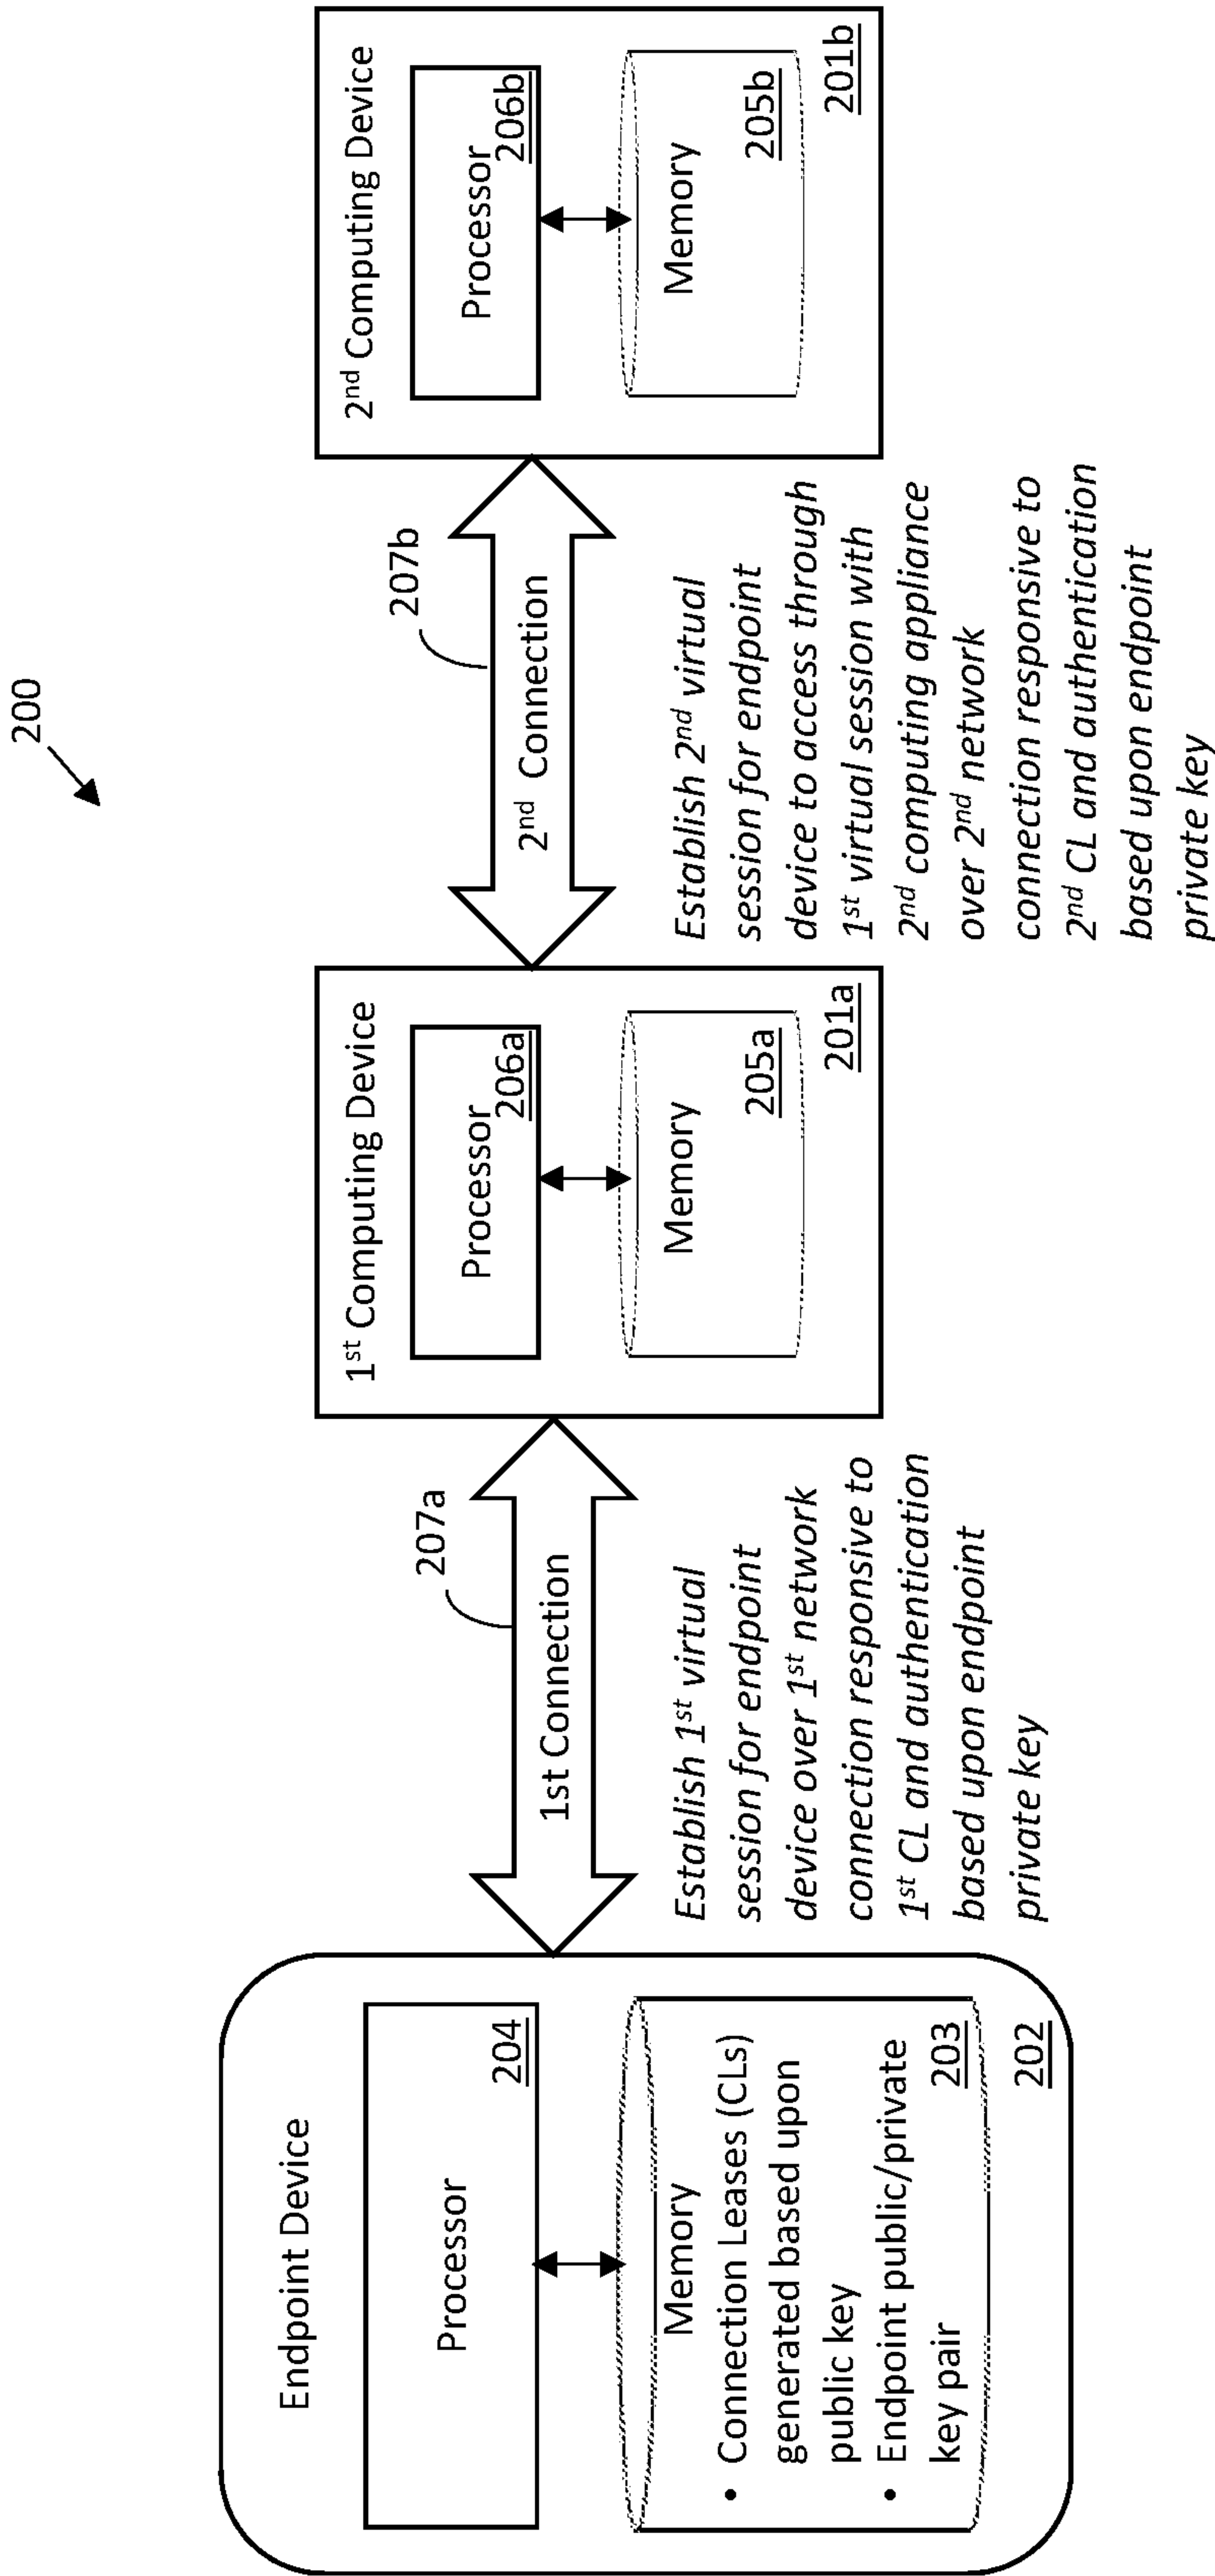 200
Endpoint Device
Processor
204
Memory
• Connection Leases (CLs)
generated based upon
public key
• Endpoint public/private
key pair
203
202
207a
1st Connection
Establish 1st virtual
session for endpoint
device over 1st network
connection responsive to
1st CL and authentication
based upon endpoint
private key
1st Computing Device
Processor
206a
Memory
205a
201a
207b
2nd Connection
Establish 2nd virtual
session for endpoint
device to access through
1st virtual session with
2nd computing appliance
over 2nd network
connection responsive to
2nd CL and authentication
based upon endpoint
private key
2nd Computing Device
Processor
206b
Memory
205b
201b